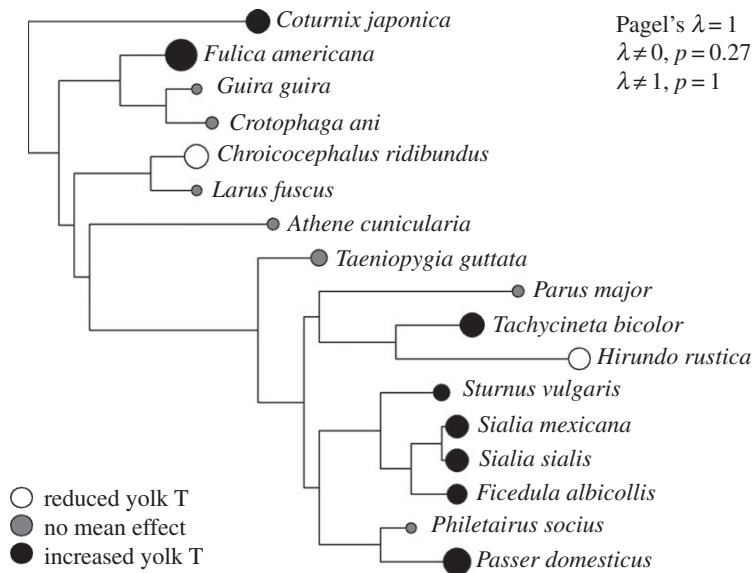 Coturnix japonica
Pagel's λ = 1
Fulica americana
λ ≠ 0, p = 0.27
Guira guira
λ ≠ 1, p = 1
Crotophaga ani
Chroicocephalus ridibundus
Larus fuscus
Athene cunicularia
Taeniopygia guttata
Parus major
Tachycineta bicolor
Hirundo rustica
Sturnus vulgaris
Sialia mexicana
Sialia sialis
Ficedula albicollis
Philetairus socius
Passer domesticus
reduced yolk T
no mean effect
increased yolk T